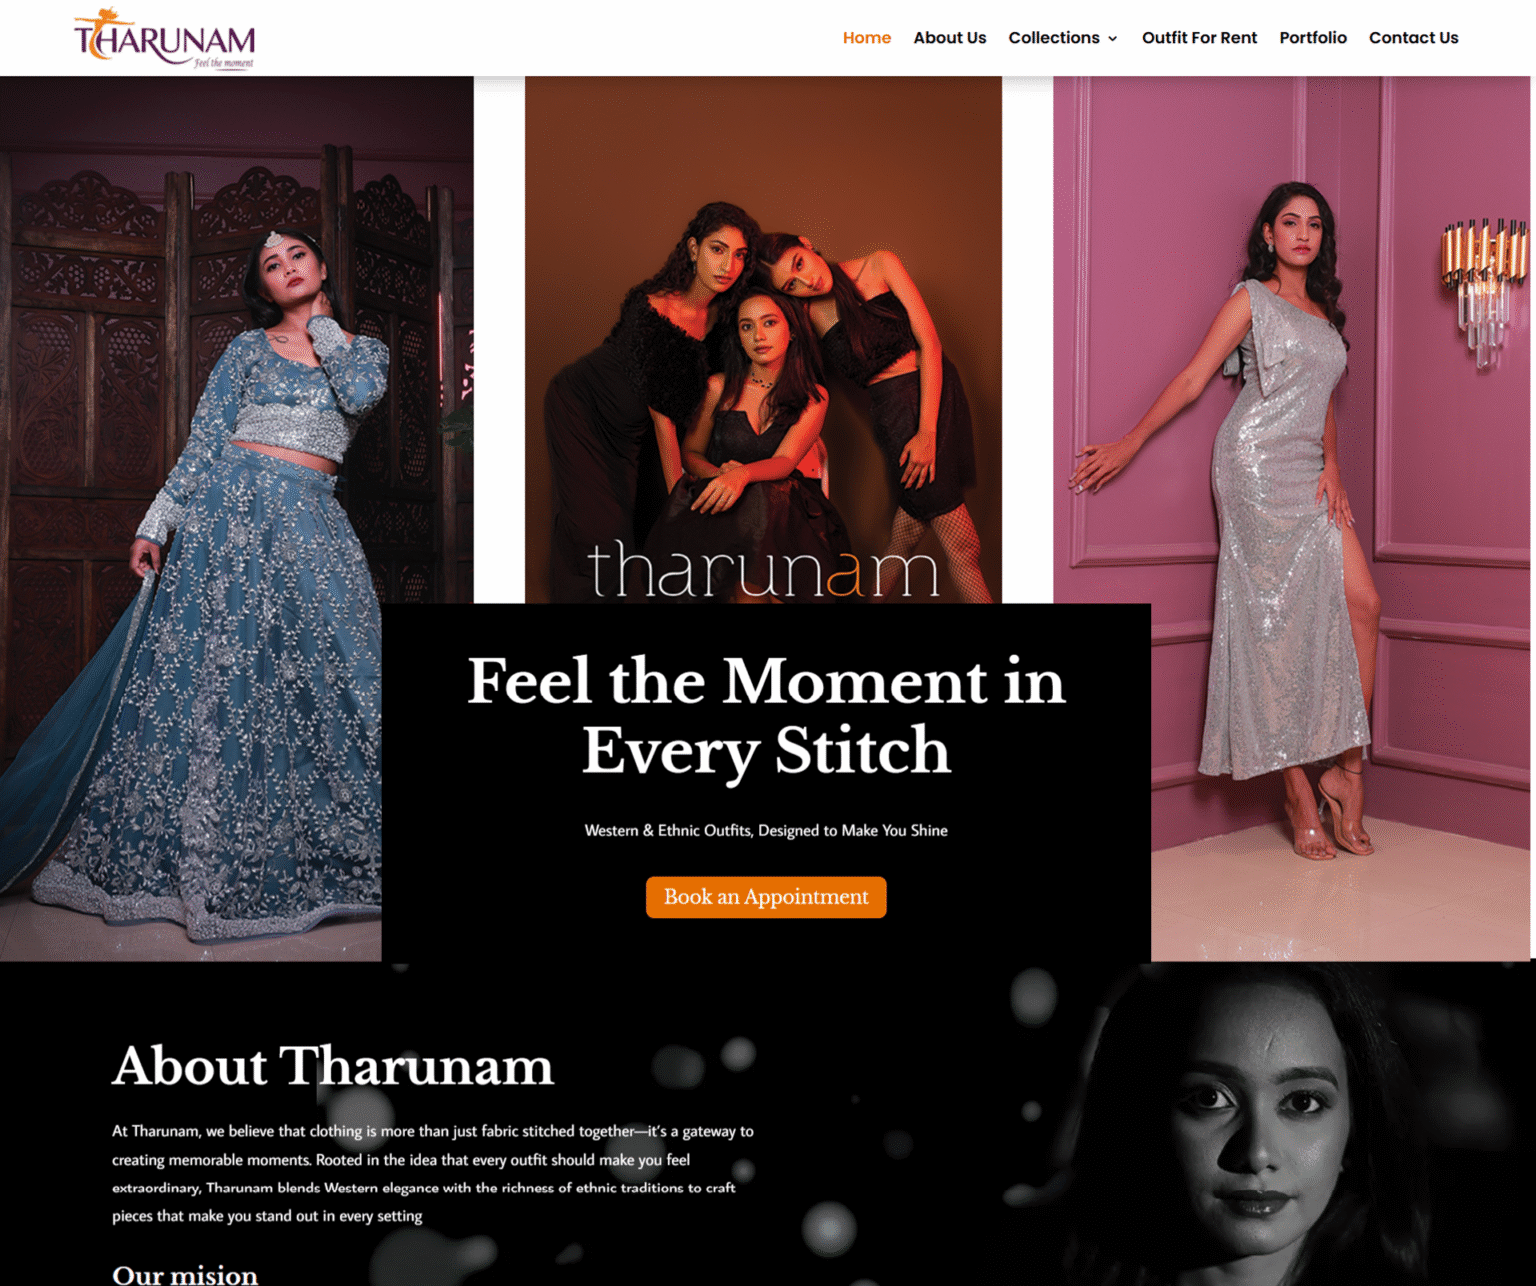 THARUNAM
Feel the moment
Home About Us Collections Outfit For Rent Portfolio Contact Us
tharunam
Feel the Moment in
Every Stitch
Western & Ethnic Outfits, Designed to Make You Shine
Book an Appointment
About Tharunam
At Tharunam, we believe that clothing is more than just fabric stitched together—it's a gateway to
creating memorable moments. Rooted in the idea that every outfit should make you feel
extraordinary, Tharunam blends Western elegance with the richness of ethnic traditions to craft
pieces that make you stand out in every setting
Our mision